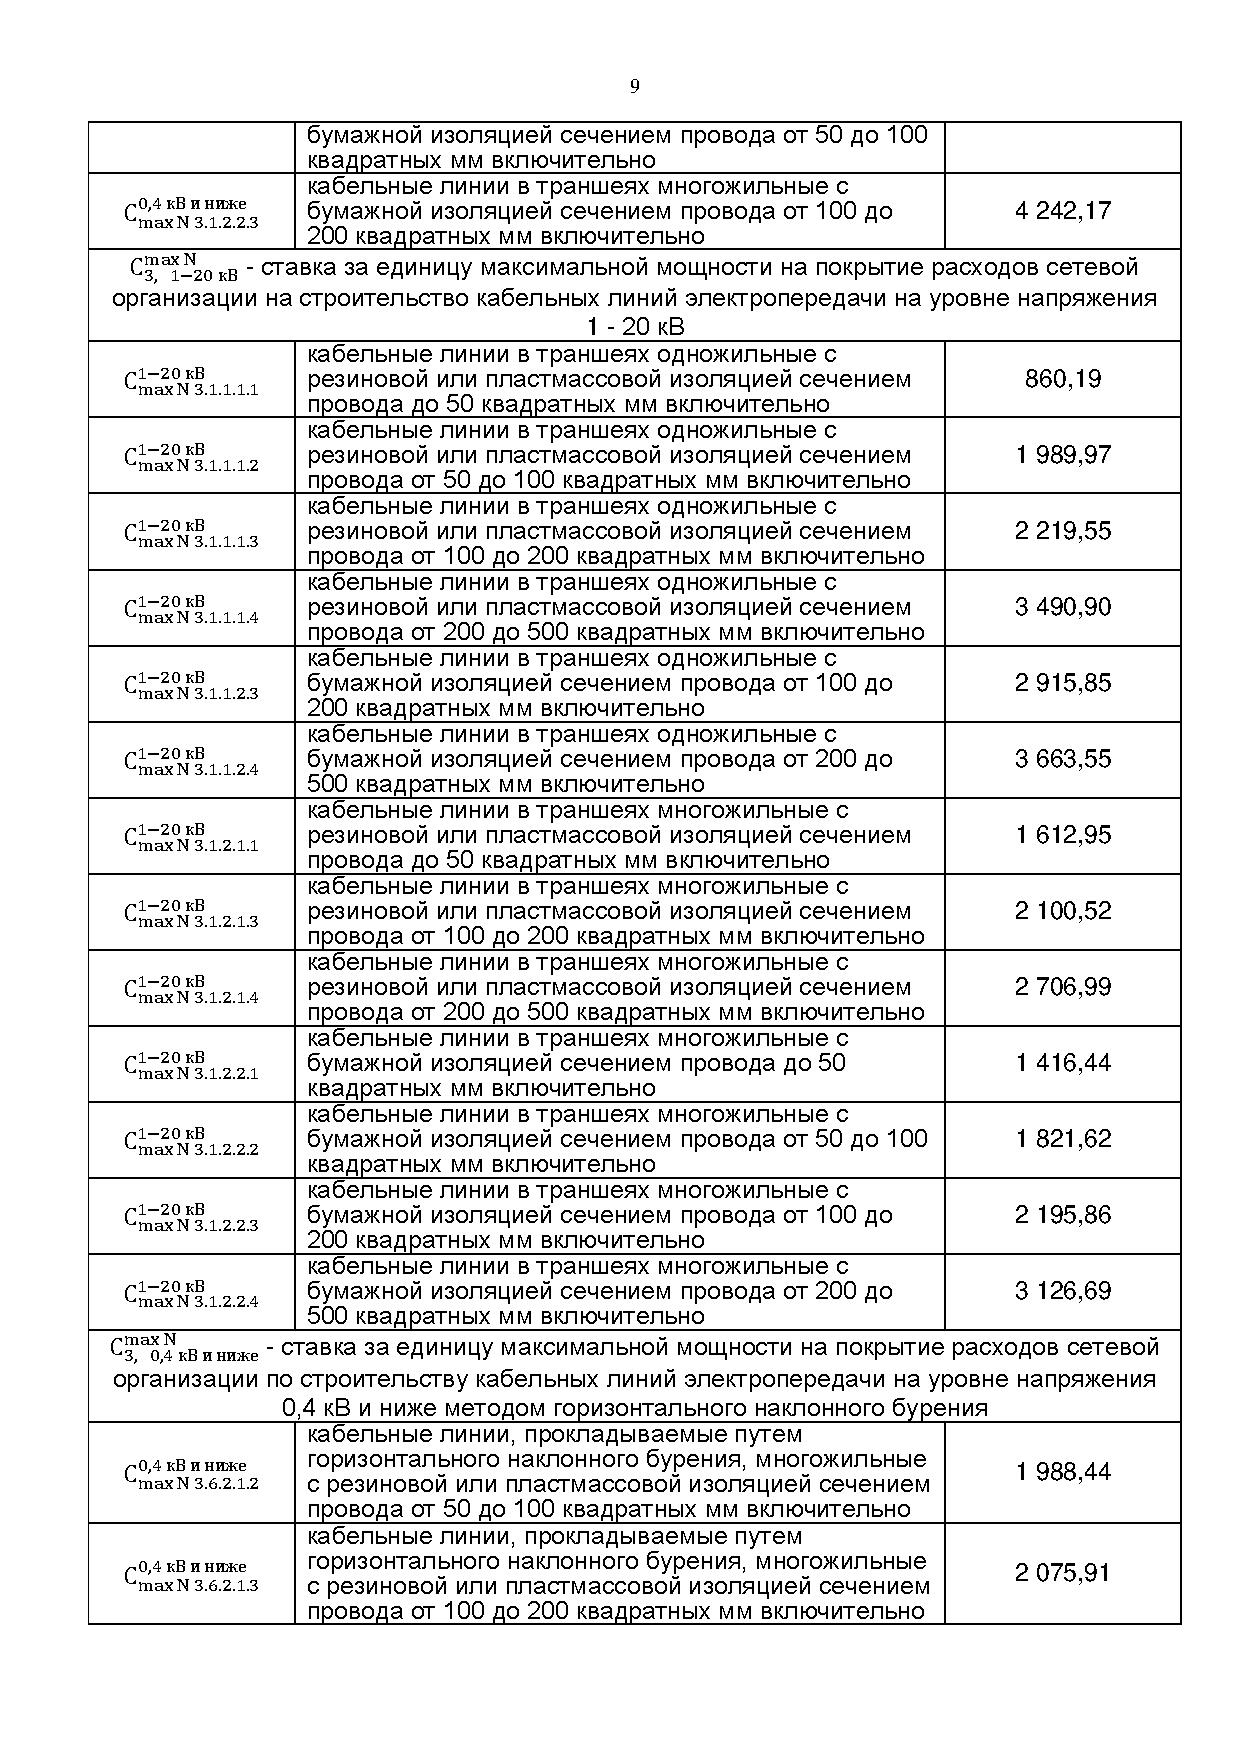 9
бумажной изоляцией сечением провода от 50 до 100
квадратных мм включительно
C^{0,4 кВ и ниже}_{max N 3.1.2.2.3}
кабельные линии в траншеях многожильные с
бумажной изоляцией сечением провода от 100 до
200 квадратных мм включительно
4 242,17
C^{max N}_{3, 1−20 кВ} - ставка за единицу максимальной мощности на покрытие расходов сетевой
организации на строительство кабельных линий электропередачи на уровне напряжения
1 - 20 кВ
C^{1−20 кВ}_{max N 3.1.1.1.1}
кабельные линии в траншеях одножильные с
резиновой или пластмассовой изоляцией сечением
провода до 50 квадратных мм включительно
860,19
C^{1−20 кВ}_{max N 3.1.1.1.2}
кабельные линии в траншеях одножильные с
резиновой или пластмассовой изоляцией сечением
провода от 50 до 100 квадратных мм включительно
1 989,97
C^{1−20 кВ}_{max N 3.1.1.1.3}
кабельные линии в траншеях одножильные с
резиновой или пластмассовой изоляцией сечением
провода от 100 до 200 квадратных мм включительно
2 219,55
C^{1−20 кВ}_{max N 3.1.1.1.4}
кабельные линии в траншеях одножильные с
резиновой или пластмассовой изоляцией сечением
провода от 200 до 500 квадратных мм включительно
3 490,90
C^{1−20 кВ}_{max N 3.1.1.2.3}
кабельные линии в траншеях одножильные с
бумажной изоляцией сечением провода от 100 до
200 квадратных мм включительно
2 915,85
C^{1−20 кВ}_{max N 3.1.1.2.4}
кабельные линии в траншеях одножильные с
бумажной изоляцией сечением провода от 200 до
500 квадратных мм включительно
3 663,55
C^{1−20 кВ}_{max N 3.1.2.1.1}
кабельные линии в траншеях многожильные с
резиновой или пластмассовой изоляцией сечением
провода до 50 квадратных мм включительно
1 612,95
C^{1−20 кВ}_{max N 3.1.2.1.3}
кабельные линии в траншеях многожильные с
резиновой или пластмассовой изоляцией сечением
провода от 100 до 200 квадратных мм включительно
2 100,52
C^{1−20 кВ}_{max N 3.1.2.1.4}
кабельные линии в траншеях многожильные с
резиновой или пластмассовой изоляцией сечением
провода от 200 до 500 квадратных мм включительно
2 706,99
C^{1−20 кВ}_{max N 3.1.2.2.1}
кабельные линии в траншеях многожильные с
бумажной изоляцией сечением провода до 50
квадратных мм включительно
1 416,44
C^{1−20 кВ}_{max N 3.1.2.2.2}
кабельные линии в траншеях многожильные с
бумажной изоляцией сечением провода от 50 до 100
квадратных мм включительно
1 821,62
C^{1−20 кВ}_{max N 3.1.2.2.3}
кабельные линии в траншеях многожильные с
бумажной изоляцией сечением провода от 100 до
200 квадратных мм включительно
2 195,86
C^{1−20 кВ}_{max N 3.1.2.2.4}
кабельные линии в траншеях многожильные с
бумажной изоляцией сечением провода от 200 до
500 квадратных мм включительно
3 126,69
C^{max N}_{3, 0,4 кВ и ниже} - ставка за единицу максимальной мощности на покрытие расходов сетевой
организации по строительству кабельных линий электропередачи на уровне напряжения
0,4 кВ и ниже методом горизонтального наклонного бурения
C^{0,4 кВ и ниже}_{max N 3.6.2.1.2}
кабельные линии, прокладываемые путем
горизонтального наклонного бурения, многожильные
с резиновой или пластмассовой изоляцией сечением
провода от 50 до 100 квадратных мм включительно
1 988,44
C^{0,4 кВ и ниже}_{max N 3.6.2.1.3}
кабельные линии, прокладываемые путем
горизонтального наклонного бурения, многожильные
с резиновой или пластмассовой изоляцией сечением
провода от 100 до 200 квадратных мм включительно
2 075,91